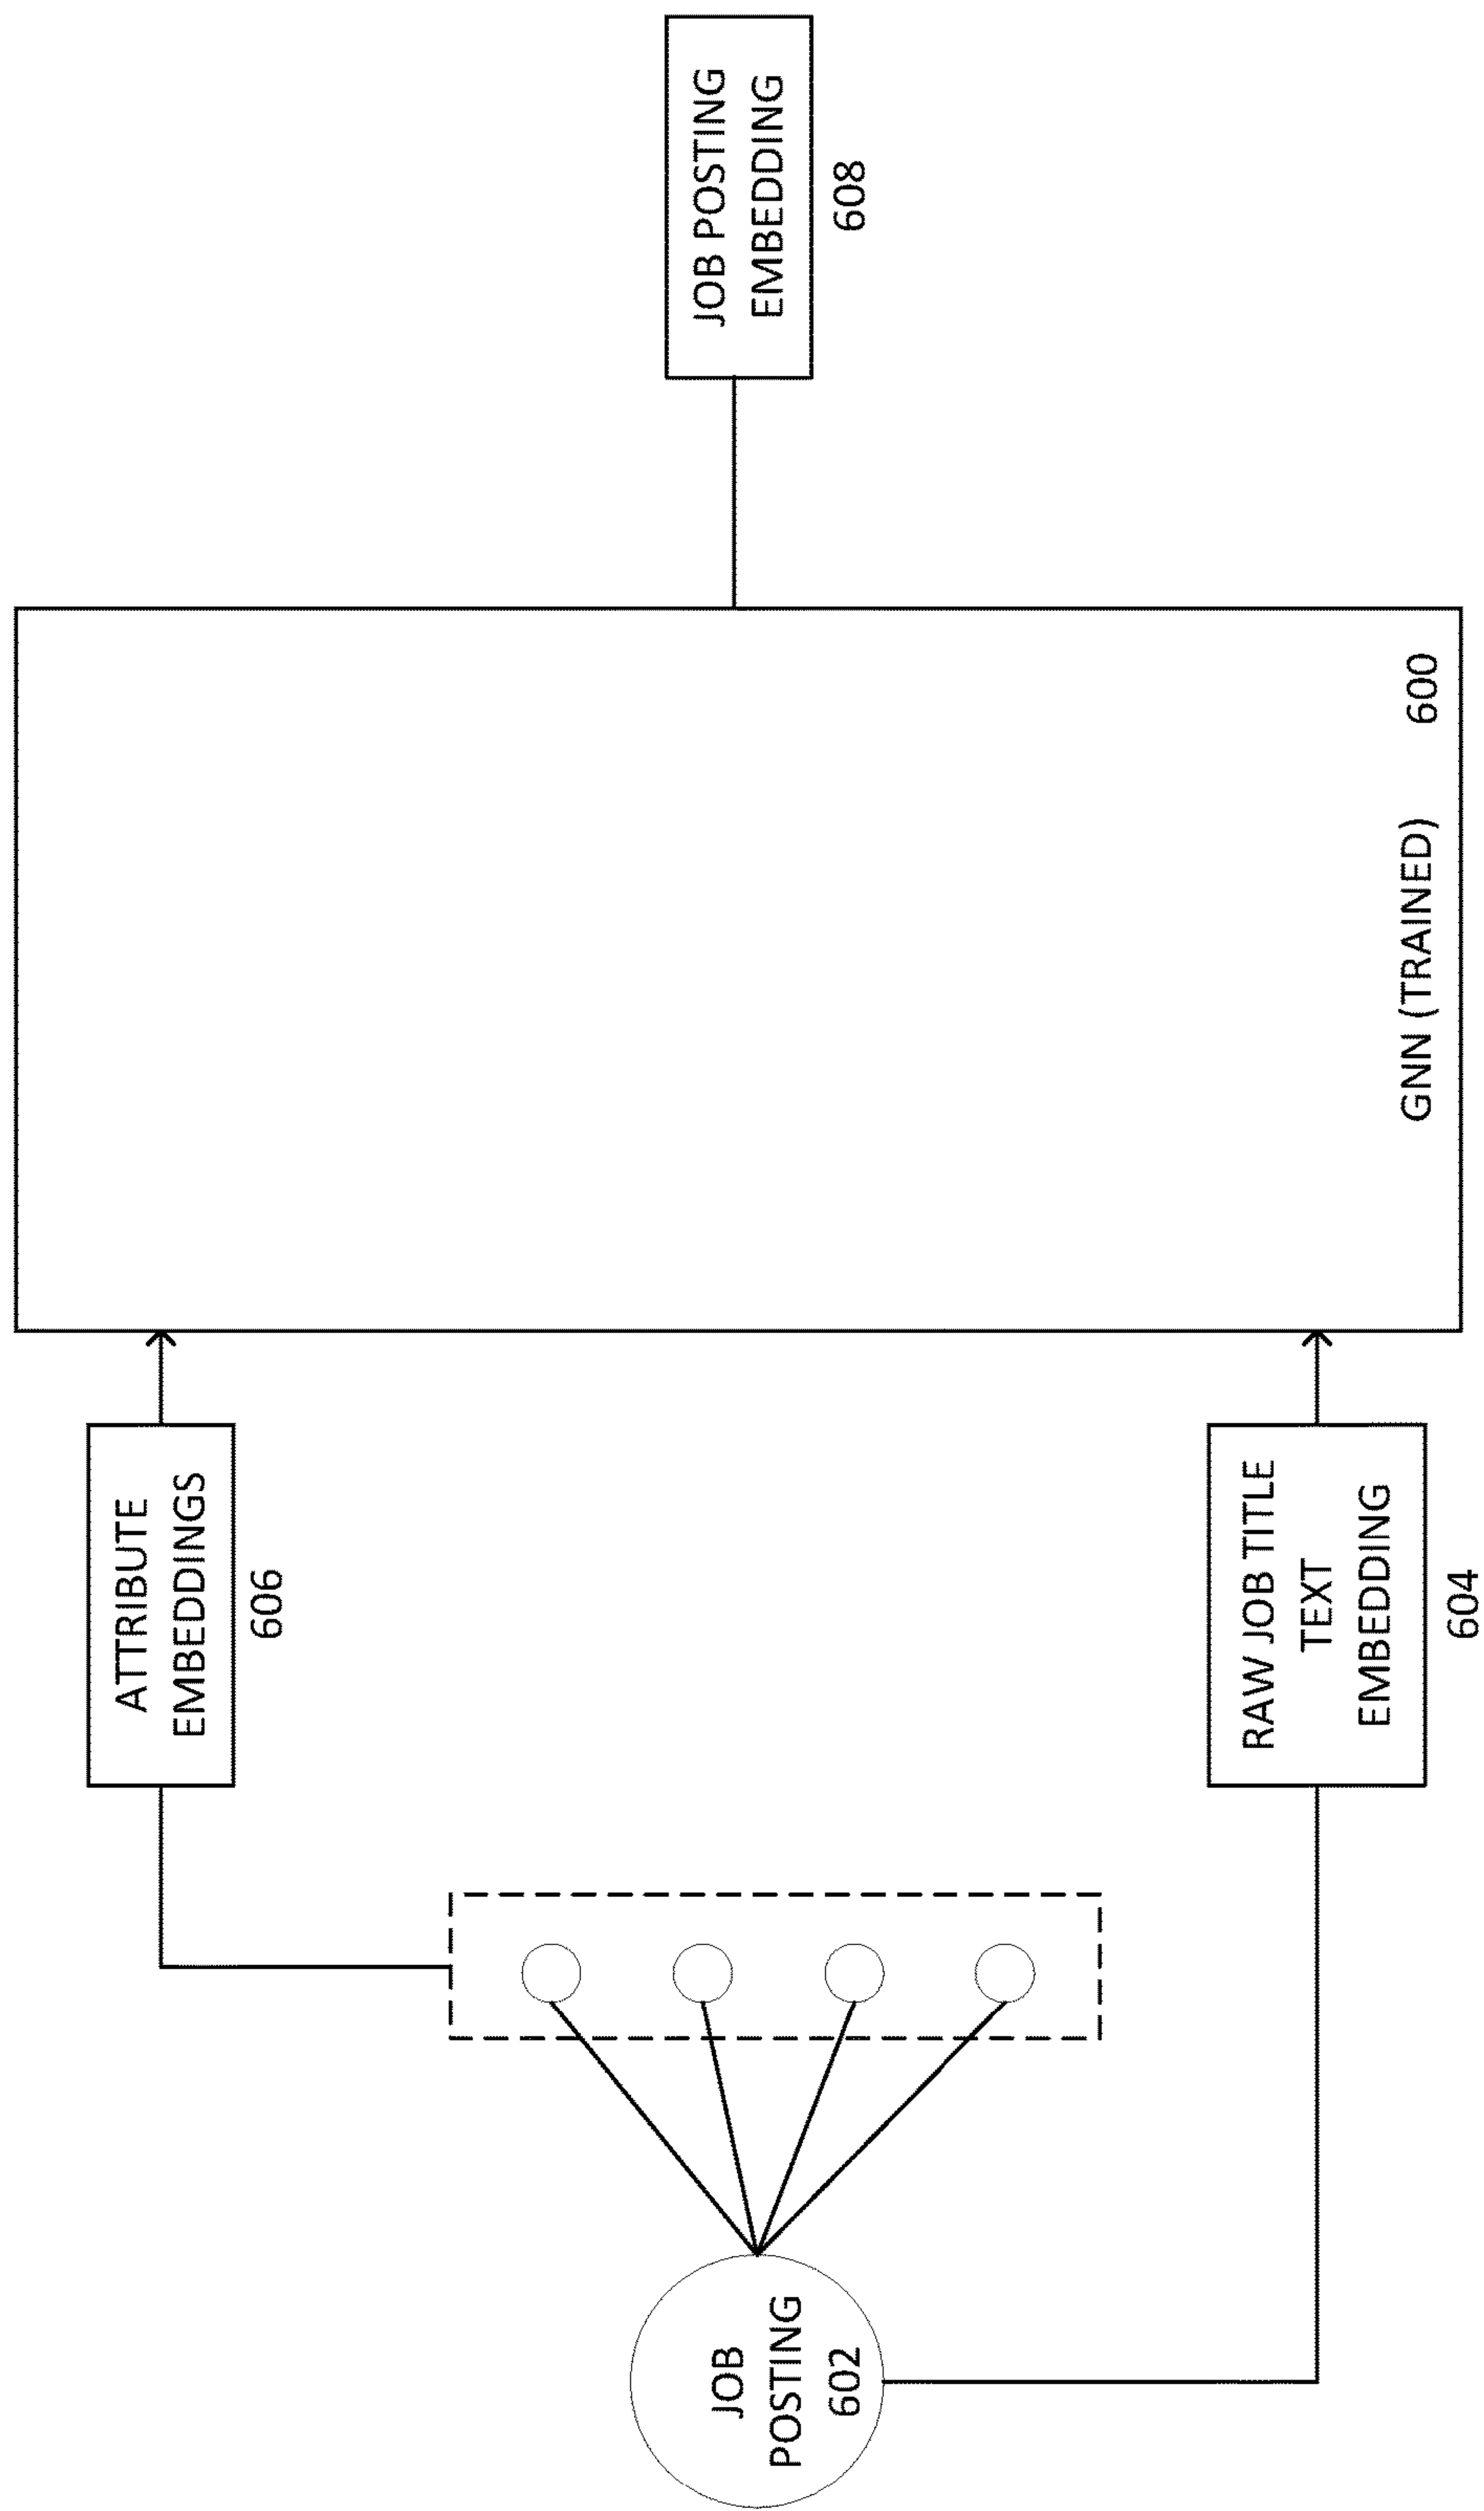 JOB
POSTING
602
ATTRIBUTE
EMBEDDINGS
606
RAW JOB TITLE
TEXT
EMBEDDING
604
GNN (TRAINED) 600
JOB POSTING
EMBEDDING
608